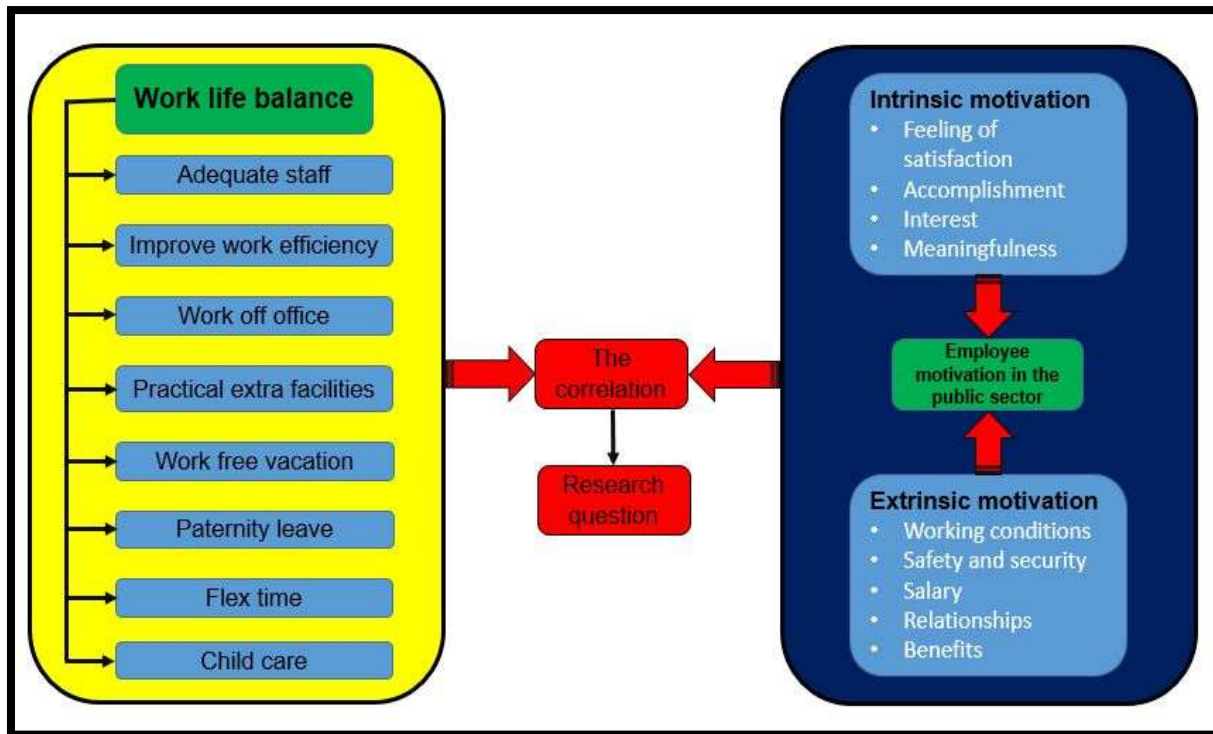 Work life balance
Adequate staff
Improve work efficiency
Work off office
Practical extra facilities
Work free vacation
Paternity leave
Flex time
Child care
The
correlation
Research
question
Intrinsic motivation
• Feeling of
satisfaction
• Accomplishment
• Interest
• Meaningfulness
Employee
motivation in the
public sector
Extrinsic motivation
• Working conditions
• Safety and security
• Salary
• Relationships
• Benefits